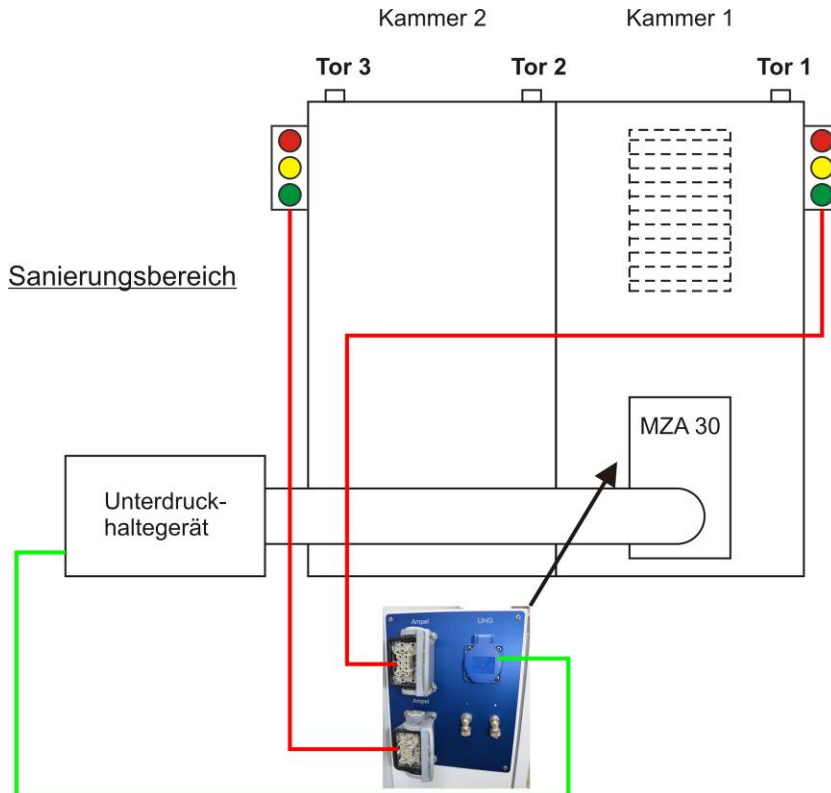 Kammer 2
Kammer 1
Tor 3
Tor 2
Tor 1
Sanierungsbereich
MZA 30
Unterdruck-
haltegerät
Ampel
UHG
Ampel
- +